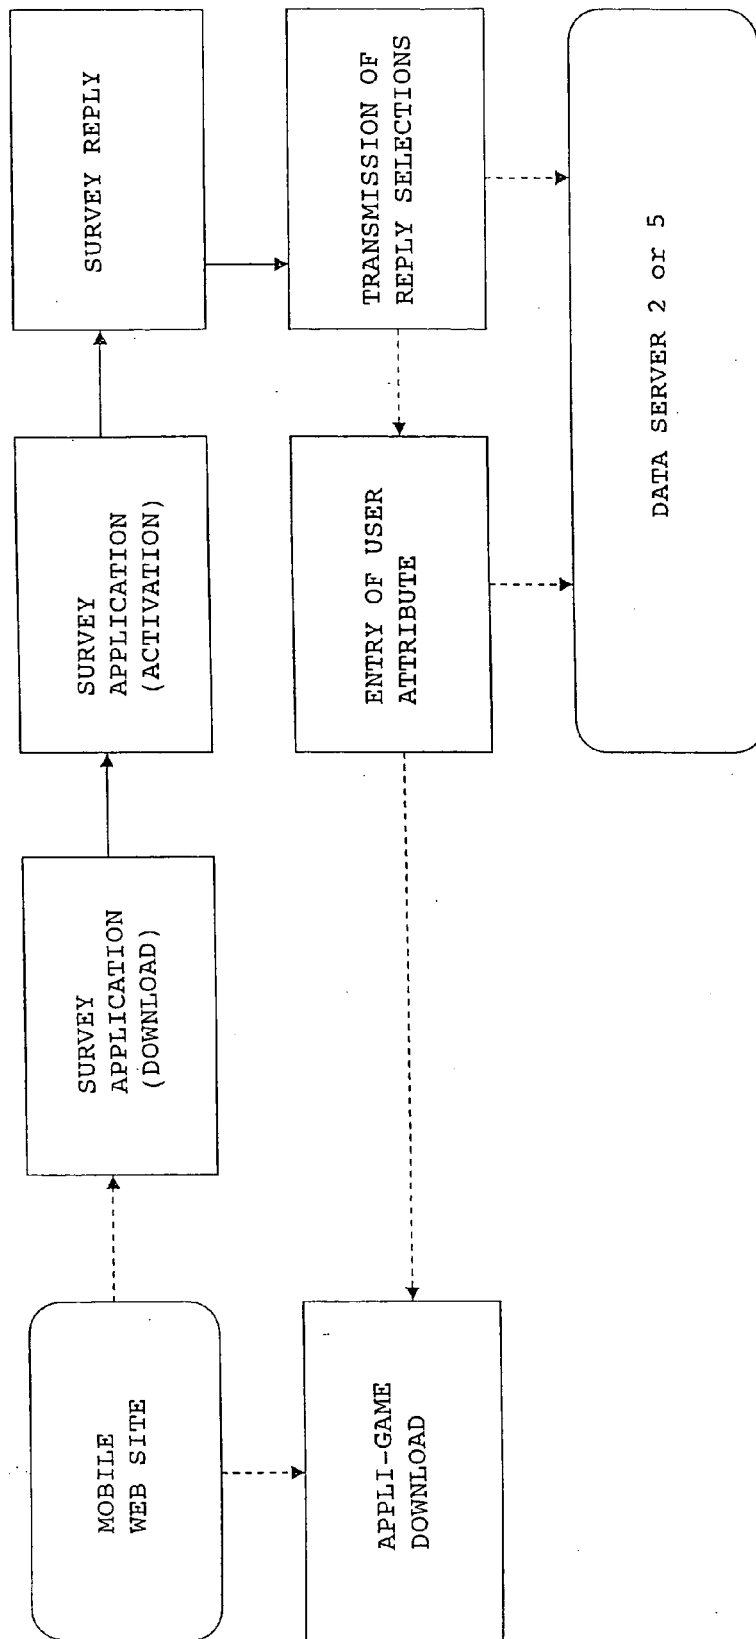 MOBILE
WEB SITE
SURVEY
APPLICATION
(DOWNLOAD)
SURVEY
APPLICATION
(ACTIVATION)
SURVEY REPLY
APPLI-GAME
DOWNLOAD
ENTRY OF USER
ATTRIBUTE
TRANSMISSION OF
REPLY SELECTIONS
DATA SERVER 2 or 5